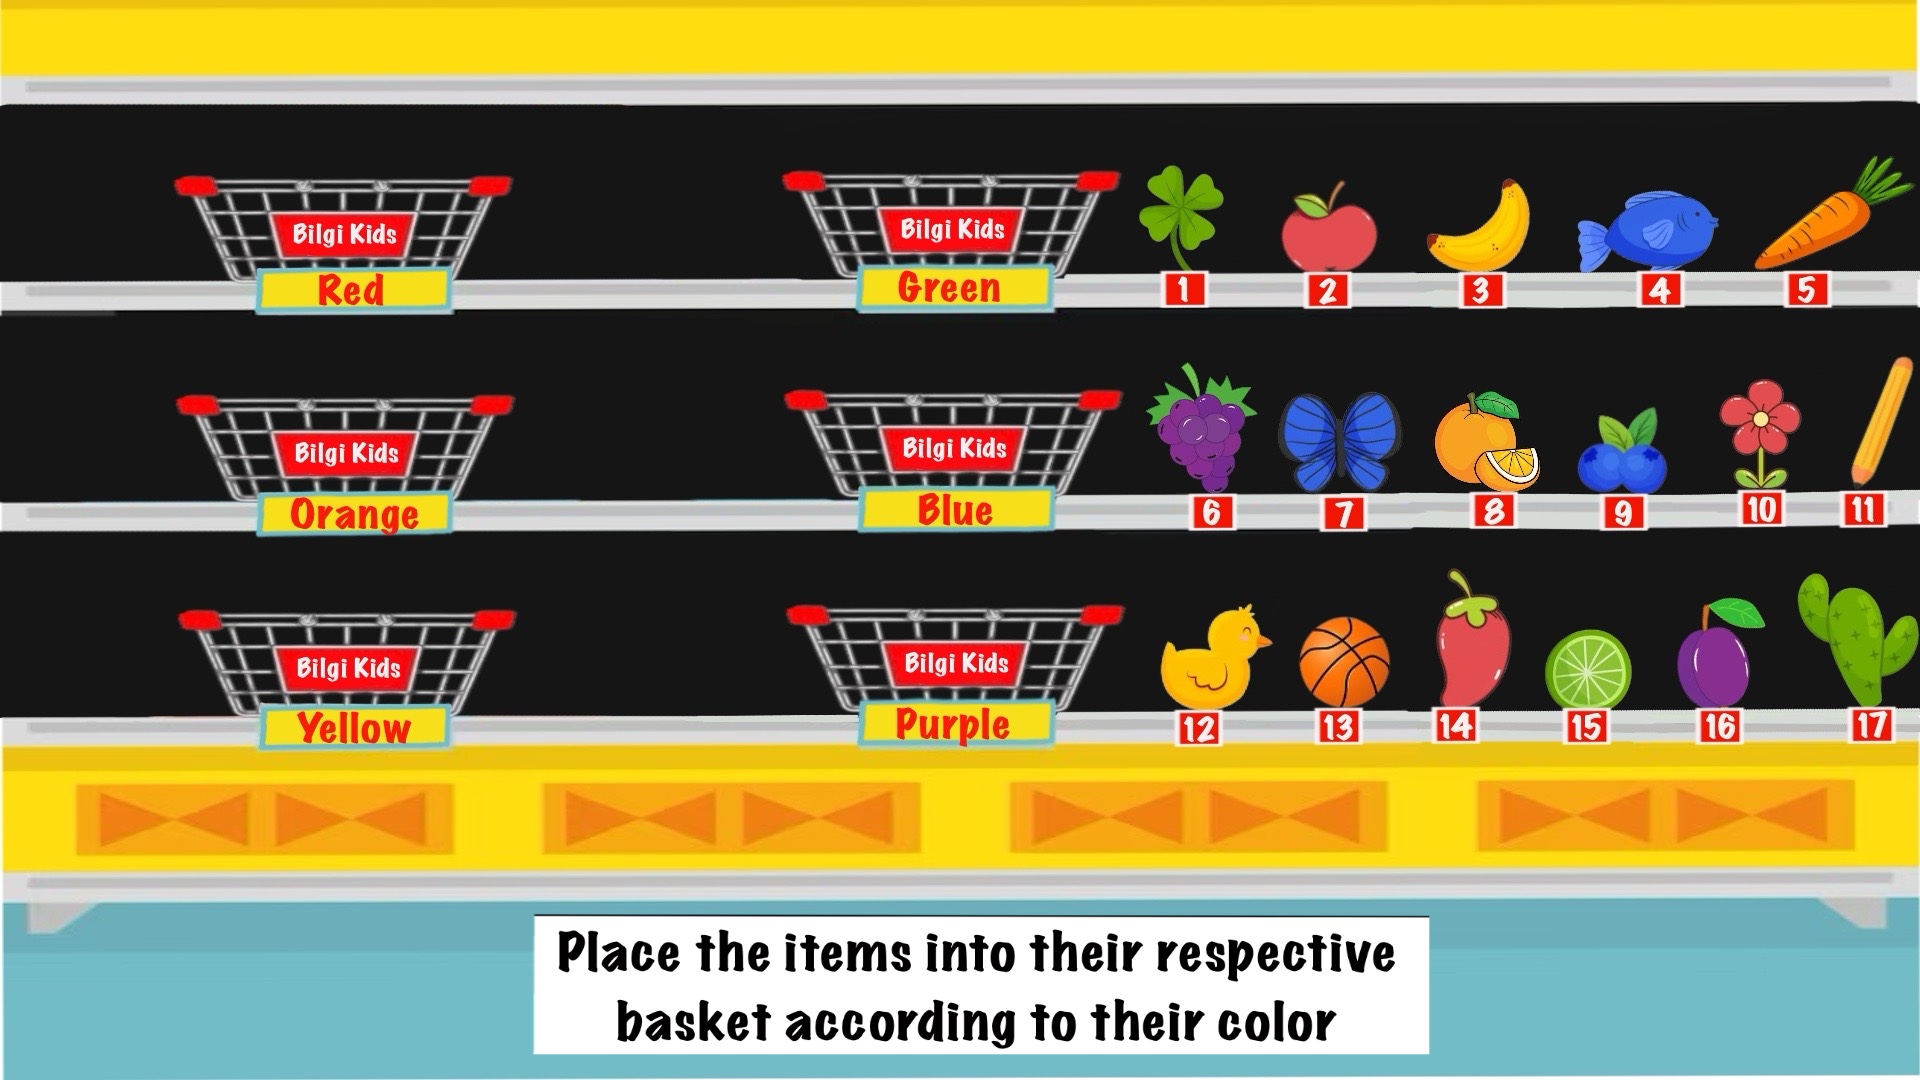 Bilgi Kids
Red
Bilgi Kids
Green
1 2 3 4 5
Bilgi Kids
Orange
Bilgi Kids
Blue
6 7 8 9 10 11
Bilgi Kids
Yellow
Bilgi Kids
Purple
12 13 14 15 16 17
Place the items into their respective
basket according to their color